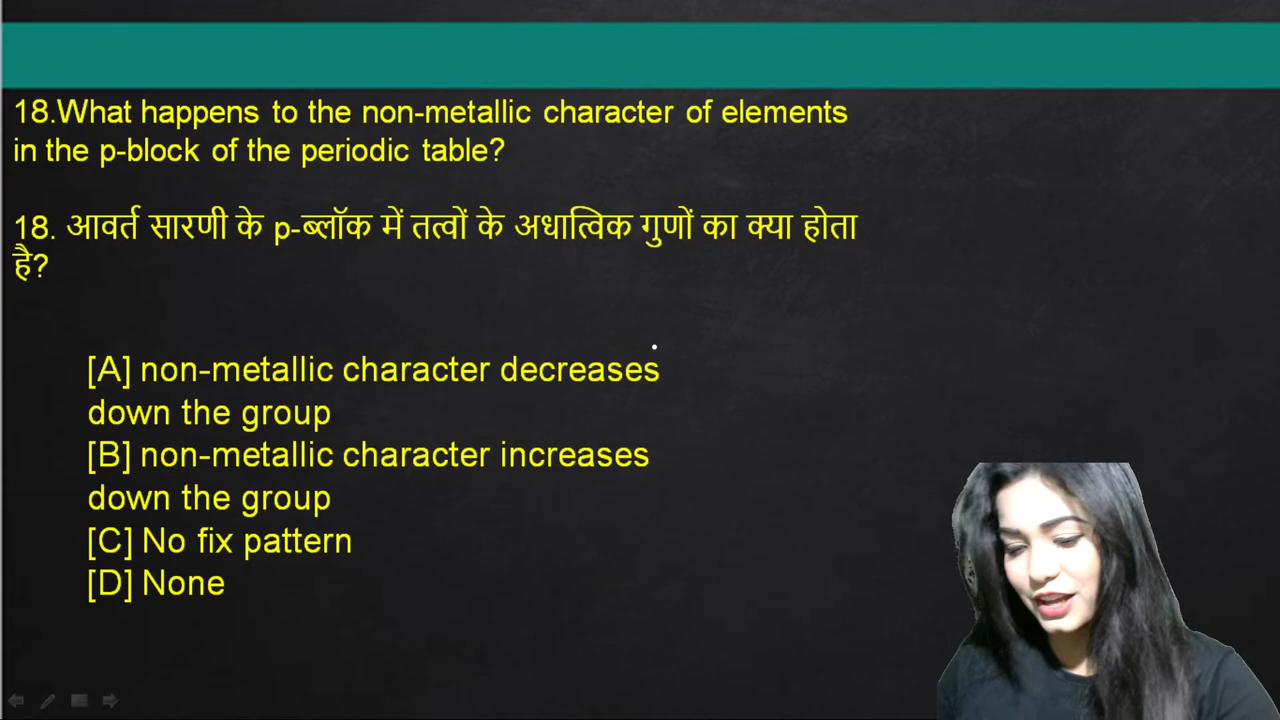 18.What happens to the non-metallic character of elements
in the p-block of the periodic table?
18. आवर्त सारणी के p-ब्लॉक में तत्वों के अधात्विक गुणों का क्या होता
है?
[A] non-metallic character decreases
down the group
[B] non-metallic character increases
down the group
[C] No fix pattern
[D] None